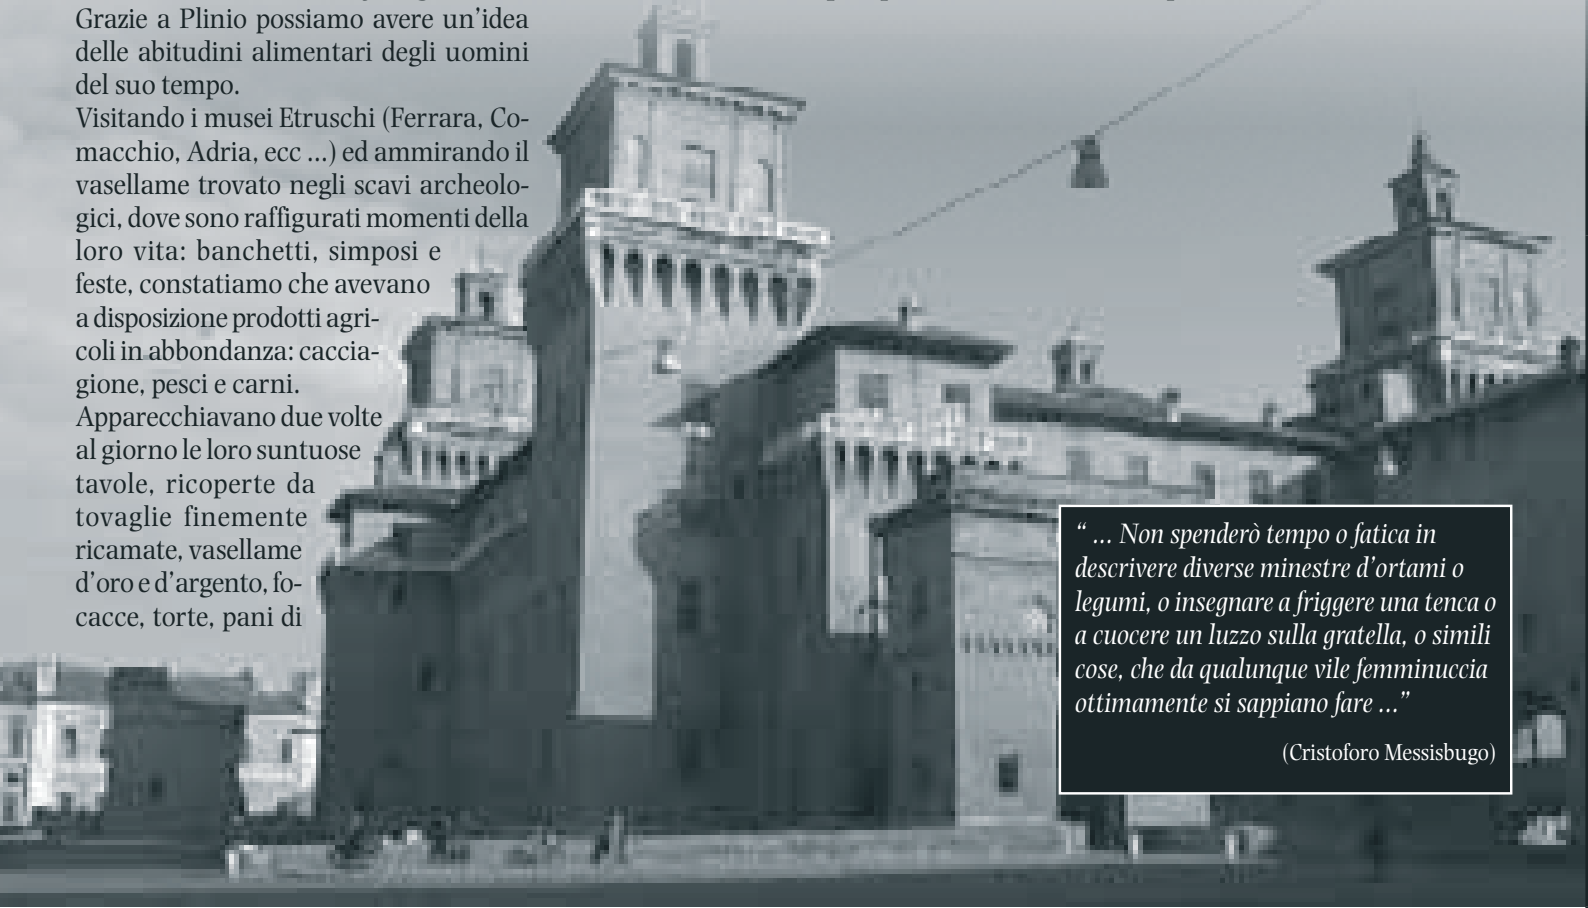 Grazie a Plinio possiamo avere un’idea
delle abitudini alimentari degli uomini
del suo tempo.
Visitando i musei Etruschi (Ferrara, Co-
macchio, Adria, ecc ...) ed ammirando il
vasellame trovato negli scavi archeolo-
gici, dove sono raffigurati momenti della
loro vita: banchetti, simposi e
feste, constatiamo che avevano
a disposizione prodotti agri-
coli in abbondanza: caccia-
gione, pesci e carni.
Apparecchiavano due volte
al giorno le loro suntuose
tavole, ricoperte da
tovaglie finemente
ricamate, vasellame
d’oro e d’argento, fo-
cacce, torte, pani di
“ ... Non spenderò tempo o fatica in
descrivere diverse minestre d’ortami o
legumi, o insegnare a friggere una tenca o
a cuocere un luzzo sulla gratella, o simili
cose, che da qualunque vile femminuccia
ottimamente si sappiano fare ...”
(Cristoforo Messisbugo)